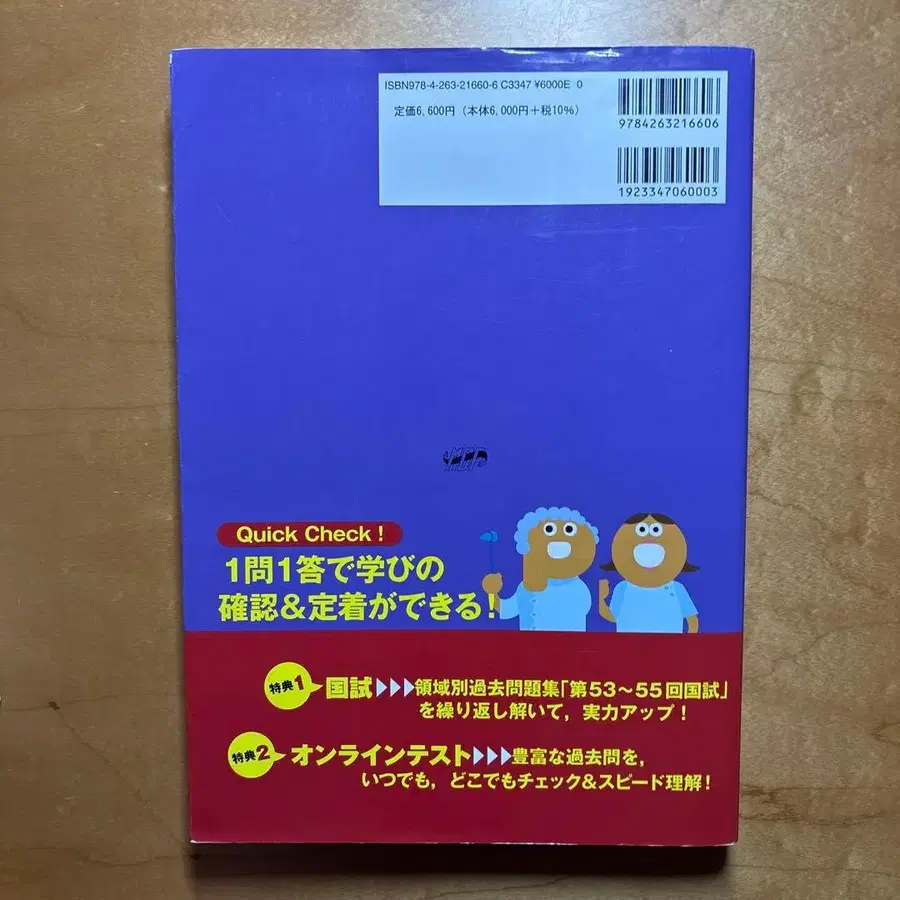 ISBN978-4-263-21660-6 C3347 ¥6000E 0
定価6,600円(本体6,000円+税10%)
9784263216606
1923347060003
Quick Check!
1問1答で学びの
確認&定着ができる!
特典1 国試▷▷▷領域別過去問題集「第53~55回国試」
を繰り返し解いて,実力アップ!
特典2 オンラインテスト▷▷▷豊富な過去問を,
いつでも,どこでもチェック&スピード理解!